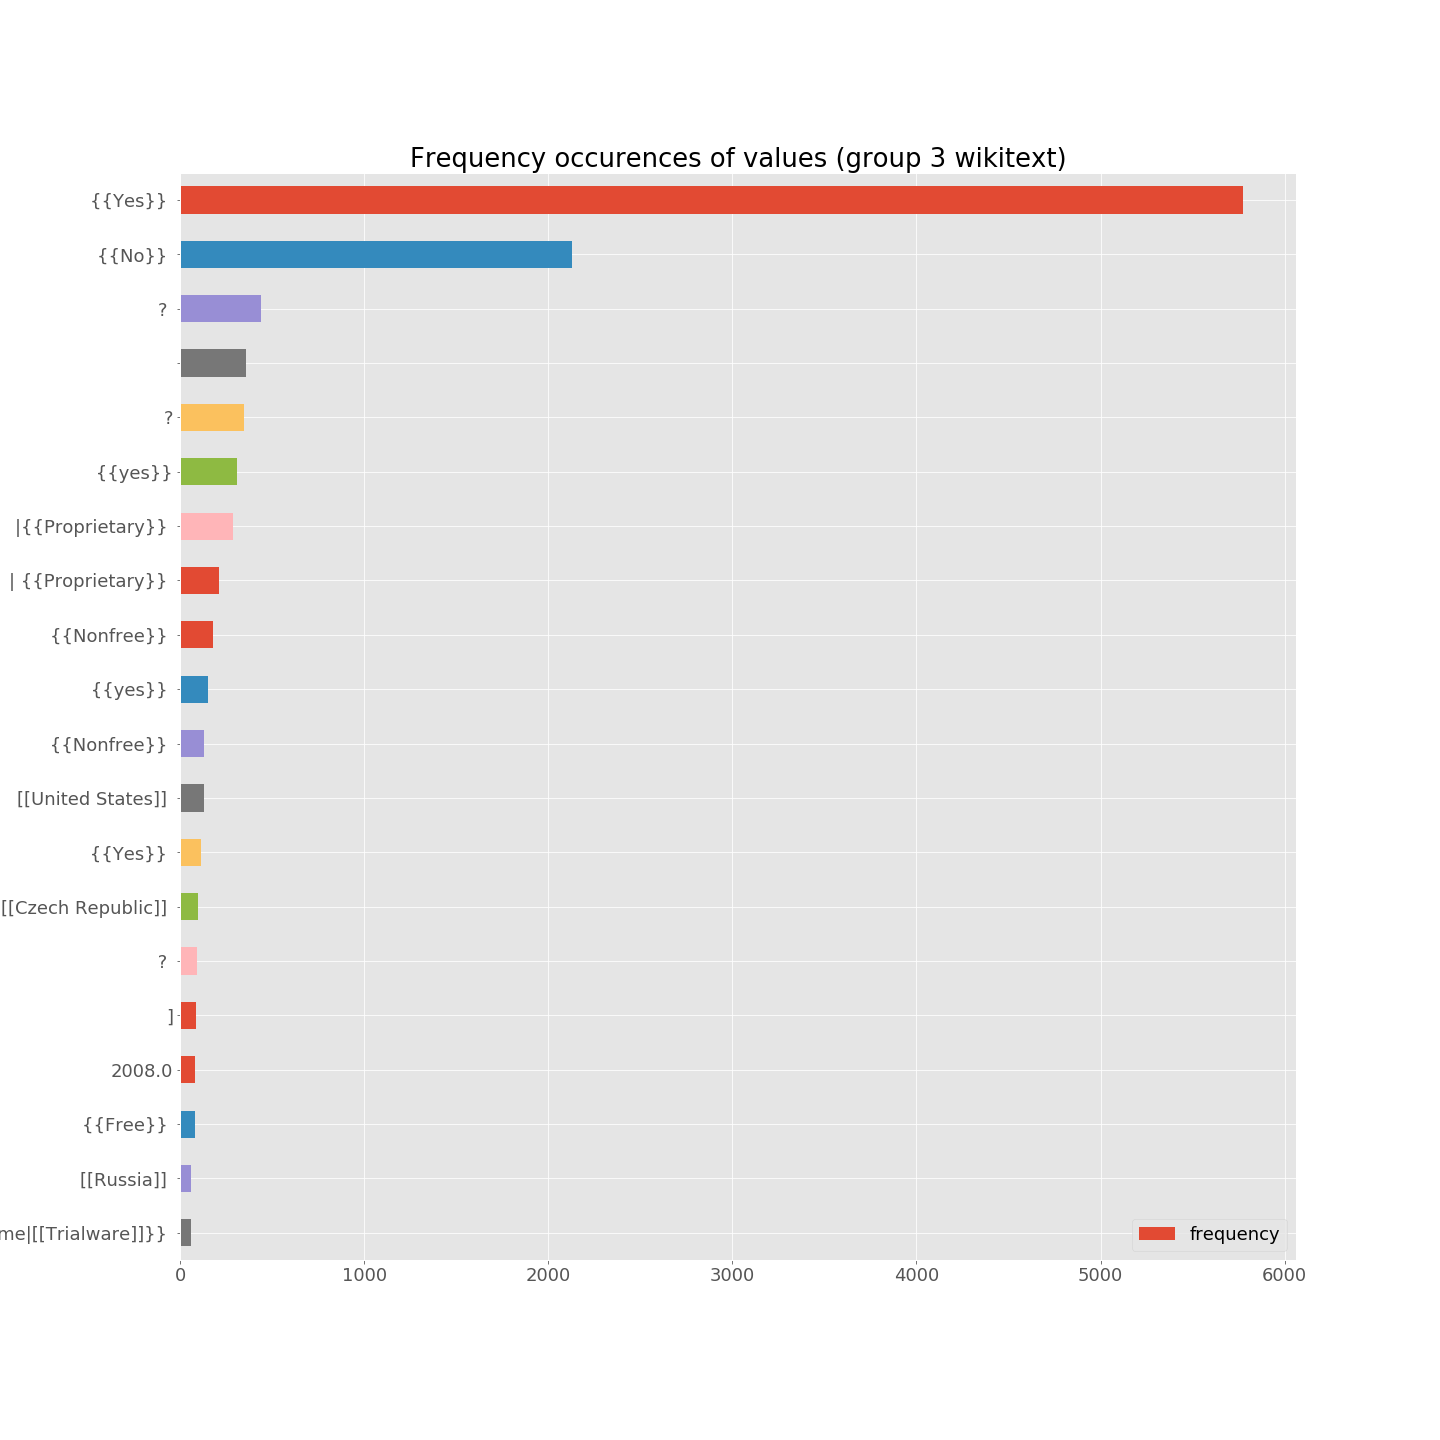 Frequency occurences of values (group 3 wikitext)
{{Yes}}
{{No}}
?
?
{{yes}}
|{{Proprietary}}
| {{Proprietary}}
{{Nonfree}}
{{yes}}
{{Nonfree}}
[[United States]]
{{Yes}}
[[Czech Republic]]
?
]
2008.0
{{Free}}
[[Russia]]
me|[[Trialware]]}}
frequency
0 1000 2000 3000 4000 5000 6000